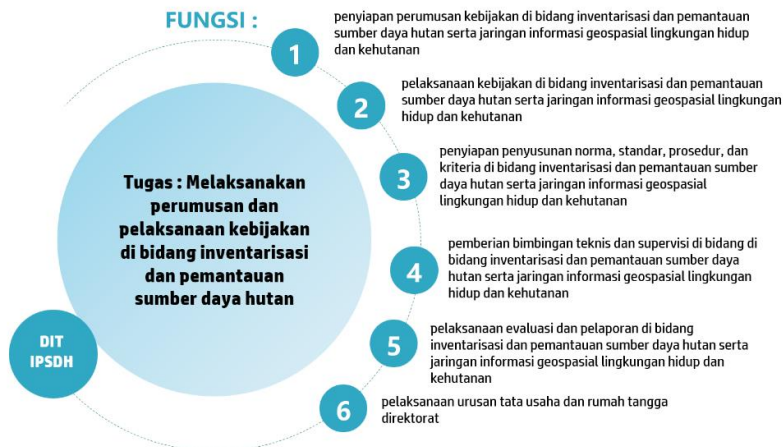 FUNGSI :
1
penyiapan perumusan kebijakan di bidang inventarisasi dan pemantauan
sumber daya hutan serta jaringan informasi geospasial lingkungan hidup
dan kehutanan
2
pelaksanaan kebijakan di bidang inventarisasi dan pemantauan
sumber daya hutan serta jaringan informasi geospasial lingkungan
hidup dan kehutanan
3
penyiapan penyusunan norma, standar, prosedur, dan
kriteria di bidang inventarisasi dan pemantauan sumber
daya hutan serta jaringan informasi geospasial
lingkungan hidup dan kehutanan
Tugas : Melaksanakan
perumusan dan
pelaksanaan kebijakan
di bidang inventarisasi
dan pemantauan
sumber daya hutan
4
pemberian bimbingan teknis dan supervisi di bidang di
bidang inventarisasi dan pemantauan sumber daya
hutan serta jaringan informasi geospasial lingkungan
hidup dan kehutanan
DIT
IPSDH
5
pelaksanaan evaluasi dan pelaporan di bidang
inventarisasi dan pemantauan sumber daya hutan serta
jaringan informasi geospasial lingkungan hidup dan
kehutanan
6
pelaksanaan urusan tata usaha dan rumah tangga
direktorat